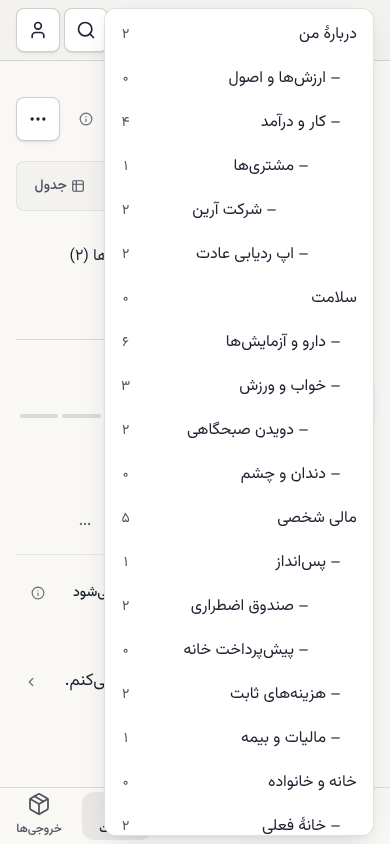 دربارهٔ من ۲
– ارزش‌ها و اصول ۰
– کار و درآمد ۴
– مشتری‌ها ۱
– شرکت آرین ۲
– اپ ردیابی عادت ۲
سلامت ۰
– دارو و آزمایش‌ها ۶
– خواب و ورزش ۳
– دویدن صبحگاهی ۲
– دندان و چشم ۰
مالی شخصی ۵
– پس‌انداز ۱
– صندوق اضطراری ۲
– پیش‌پرداخت خانه ۰
– هزینه‌های ثابت ۲
– مالیات و بیمه ۱
خانه و خانواده ۰
– خانهٔ فعلی ۲
جدول
ها (۲)
...
ی‌شود
ی‌کنم.
خروجی‌ها